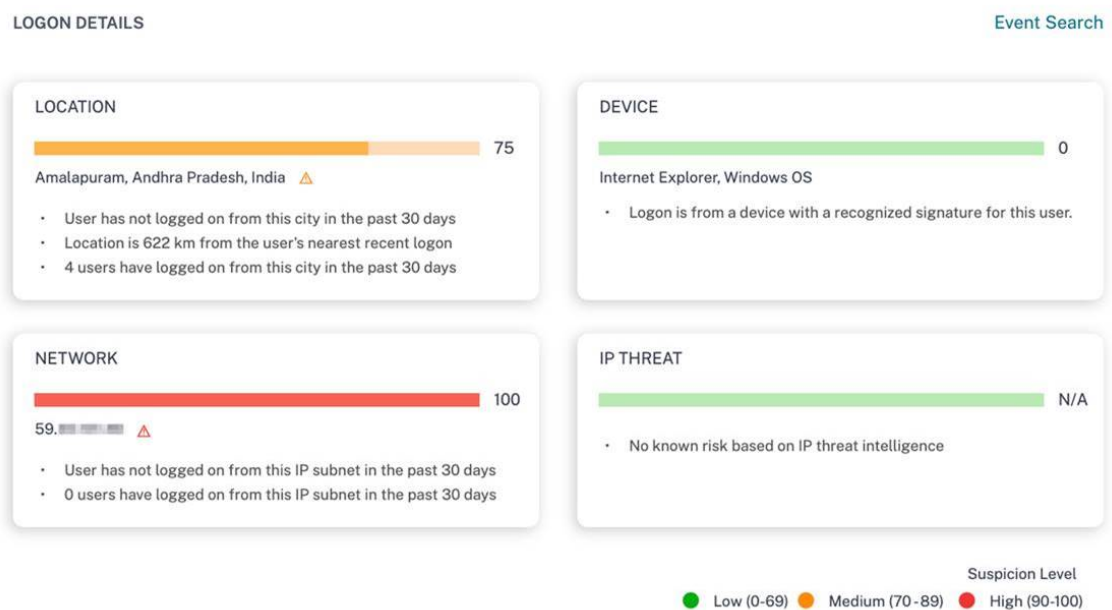 LOGON DETAILS
Event Search
LOCATION
75
Amalapuram, Andhra Pradesh, India
• User has not logged on from this city in the past 30 days
• Location is 622 km from the user's nearest recent logon
• 4 users have logged on from this city in the past 30 days
DEVICE
0
Internet Explorer, Windows OS
• Logon is from a device with a recognized signature for this user.
NETWORK
100
59.
• User has not logged on from this IP subnet in the past 30 days
• 0 users have logged on from this IP subnet in the past 30 days
IP THREAT
N/A
• No known risk based on IP threat intelligence
Suspicion Level
Low (0-69) Medium (70-89) High (90-100)